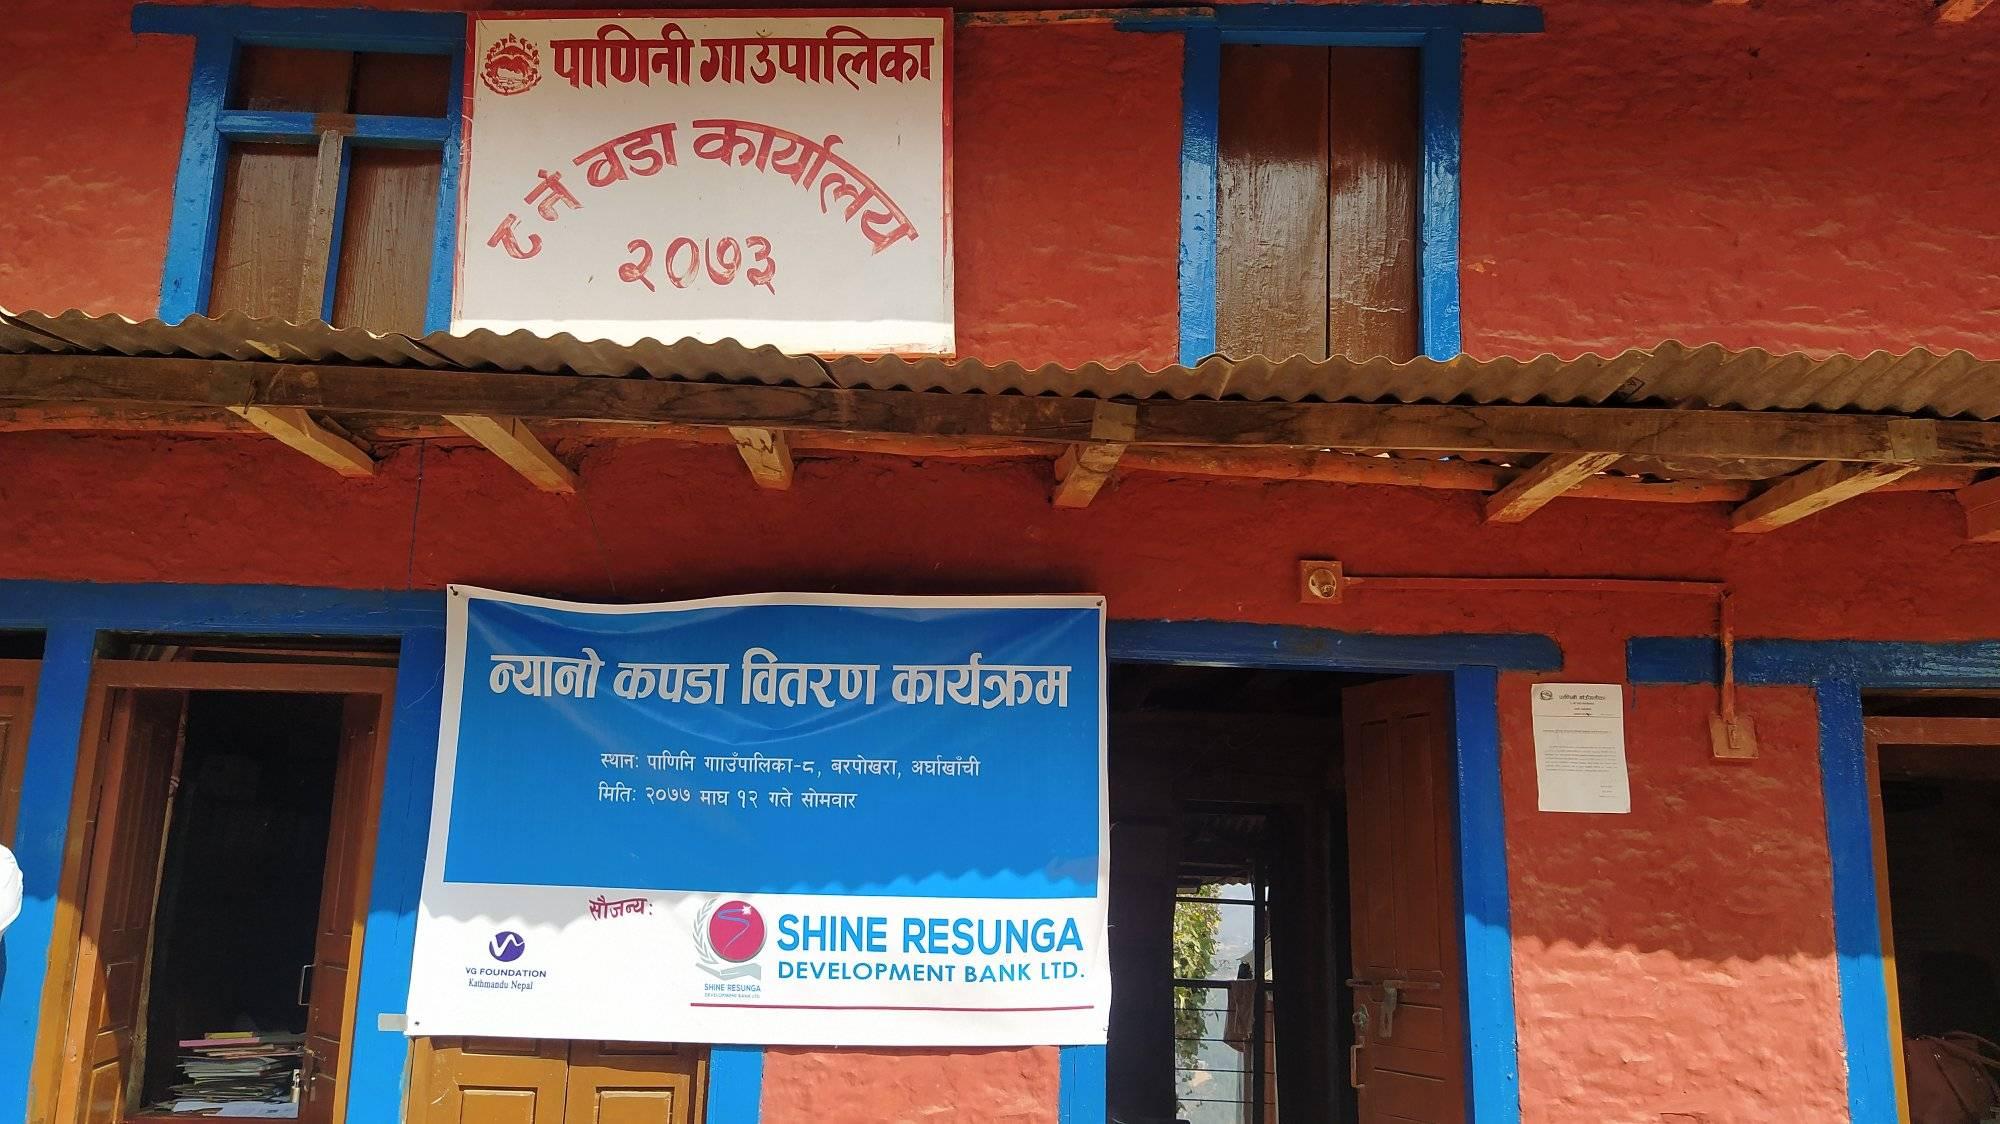 पाणिनी गाउँपालिका
८ नं वडा कार्यालय
२०७३
न्यानो कपडा वितरण कार्यक्रम
स्थानः पाणिनि गााउँपालिका-८, बरपोखरा, अर्घाखाँची
मितिः २०७७ माघ १२ गते सोमवार
सौजन्यः
VG FOUNDATION
Kathmandu Nepal
SHINE RESUNGA
DEVELOPMENT BANK LTD.
SHINE RESUNGA
DEVELOPMENT BANK LTD.
पाणिनी गाउँपालिका